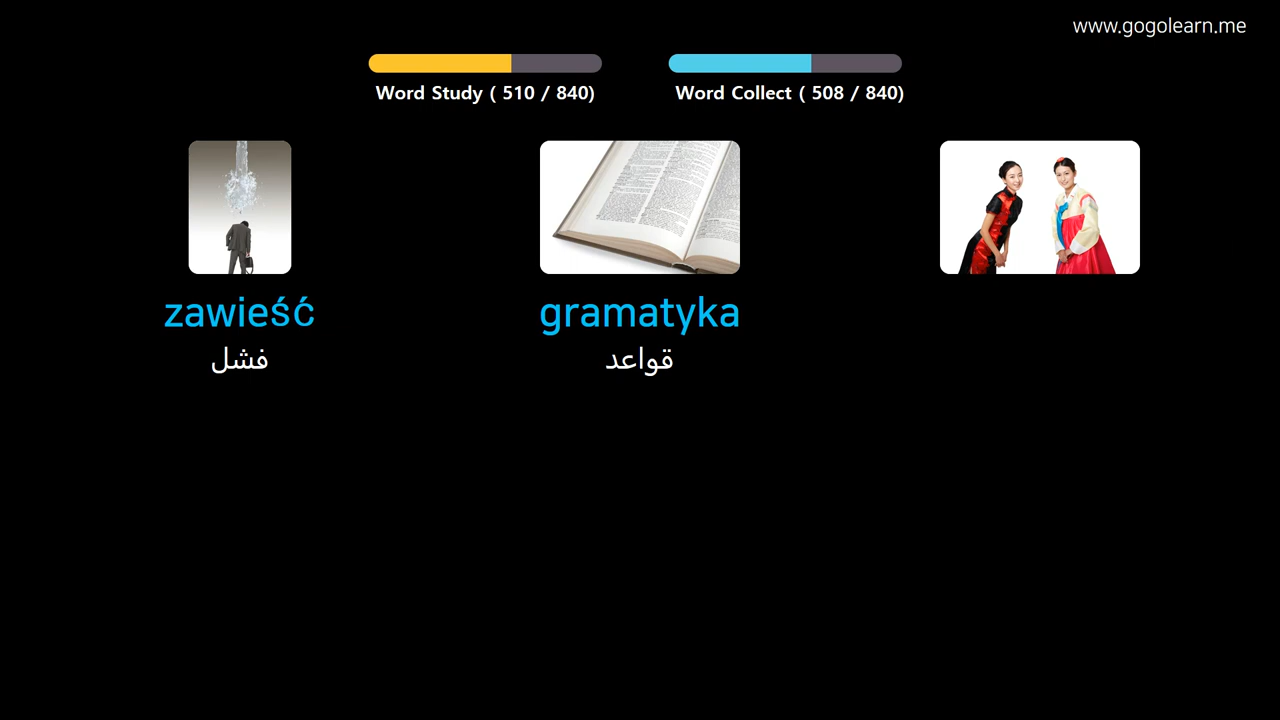 www.gogolearn.me
Word Study ( 510 / 840)
Word Collect ( 508 / 840)
zawieść
فشل
gramatyka
قواعد